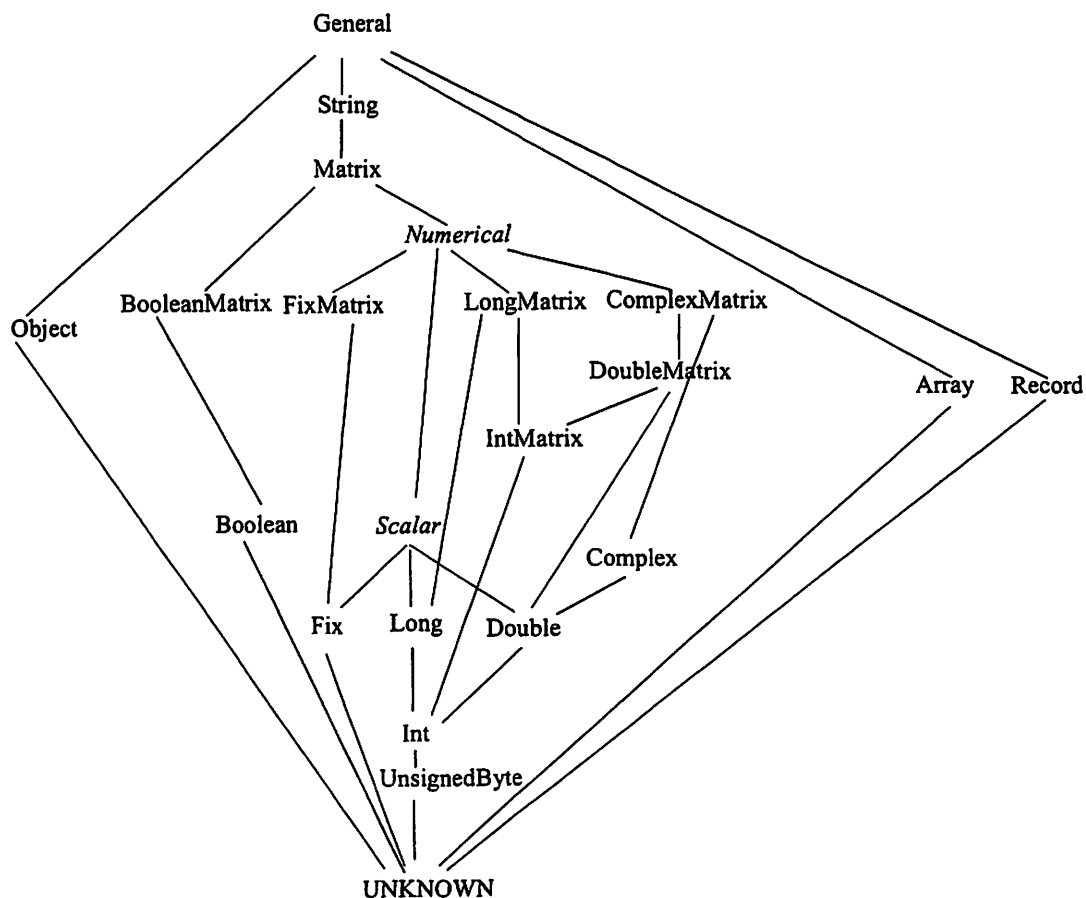 General
String
Matrix
Numerical
BooleanMatrix FixMatrix LongMatrix ComplexMatrix
Object
DoubleMatrix
Array Record
IntMatrix
Boolean Scalar
Complex
Fix Long Double
Int
UnsignedByte
UNKNOWN